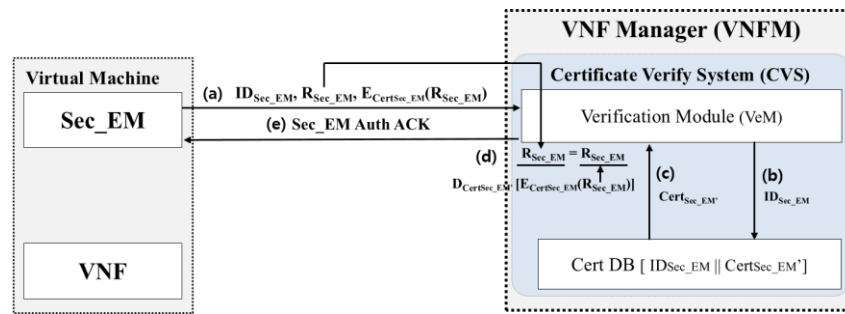 VNF Manager (VNFM)
Virtual Machine
Certificate Verify System (CVS)
(a) IDSec_EM, RSec_EM, ECertSec_EM(RSec_EM)
Sec_EM
Verification Module (VeM)
(e) Sec_EM Auth ACK
(d) RSec_EM = RSec_EM
DCertSec_EM' [ECertSec_EM(RSec_EM)]
(c)
CertSec_EM'
(b)
IDSec_EM
VNF
Cert DB [ IDSec_EM || CertSec_EM']